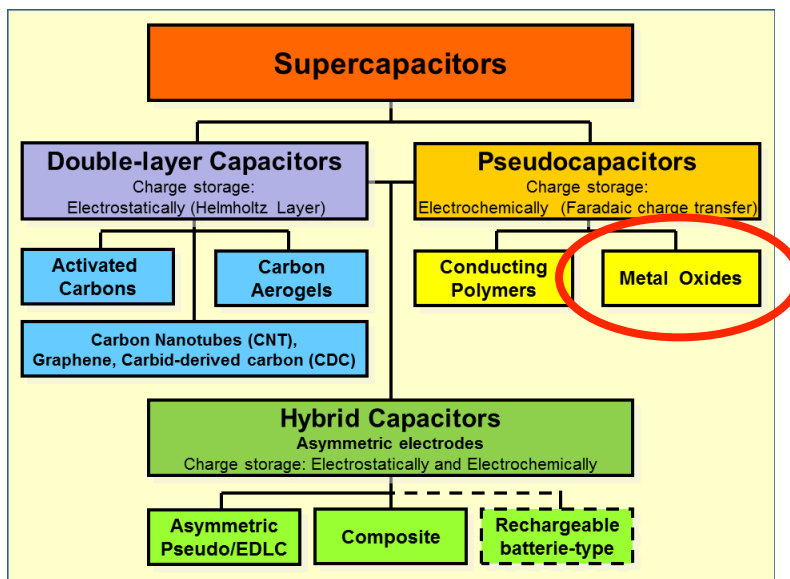 Supercapacitors
Double-layer Capacitors
Charge storage:
Electrostatically (Helmholtz Layer)
Pseudocapacitors
Charge storage:
Electrochemically (Faradaic charge transfer)
Activated
Carbons
Carbon
Aerogels
Conducting
Polymers
Metal Oxides
Carbon Nanotubes (CNT),
Graphene, Carbid-derived carbon (CDC)
Hybrid Capacitors
Asymmetric electrodes
Charge storage: Electrostatically and Electrochemically
Asymmetric
Pseudo/EDLC
Composite
Rechargeable
batterie-type